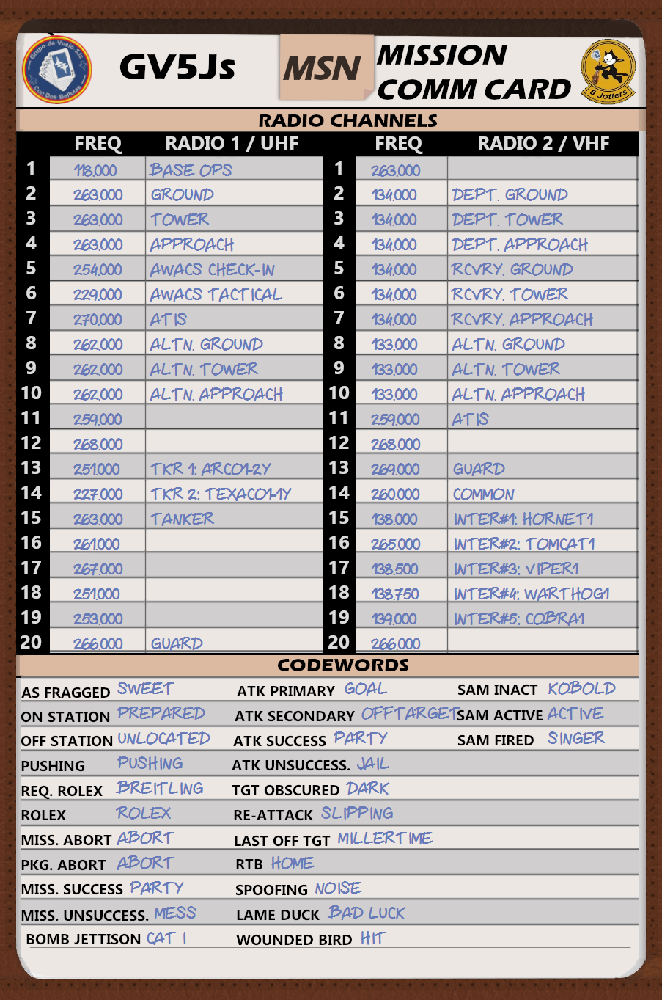 Grupo de Vuelo 5Js
Con Dos Bellotas
GV5Js
MSN
MISSION
COMM CARD
5 Jotters
RADIO CHANNELS
FREQ RADIO 1 / UHF FREQ RADIO 2 / VHF
1 118.000 BASE OPS 1 263.000
2 263.000 GROUND 2 134.000 DEPT. GROUND
3 263.000 TOWER 3 134.000 DEPT. TOWER
4 263.000 APPROACH 4 134.000 DEPT. APPROACH
5 254.000 AWACS CHECK-IN 5 134.000 RCVRY. GROUND
6 229.000 AWACS TACTICAL 6 134.000 RCVRY. TOWER
7 270.000 ATIS 7 134.000 RCVRY. APPROACH
8 262.000 ALTN. GROUND 8 133.000 ALTN. GROUND
9 262.000 ALTN. TOWER 9 133.000 ALTN. TOWER
10 262.000 ALTN. APPROACH 10 133.000 ALTN. APPROACH
11 259.000 11 259.000 ATIS
12 268.000 12 268.000
13 251.000 TKR 1: ARCO1-2Y 13 269.000 GUARD
14 227.000 TKR 2: TEXACO1-1Y 14 260.000 COMMON
15 263.000 TANKER 15 138.000 INTER#1: HORNET1
16 261.000 16 265.000 INTER#2: TOMCAT1
17 267.000 17 138.500 INTER#3: VIPER1
18 251.000 18 138.750 INTER#4: WARTHOG1
19 253.000 19 139.000 INTER#5: COBRA1
20 266.000 GUARD 20 266.000
CODEWORDS
AS FRAGGED SWEET ATK PRIMARY GOAL SAM INACT KOBOLD
ON STATION PREPARED ATK SECONDARY OFFTARGET SAM ACTIVE ACTIVE
OFF STATION UNLOCATED ATK SUCCESS PARTY SAM FIRED SINGER
PUSHING PUSHING ATK UNSUCCESS. JAIL
REQ. ROLEX BREITLING TGT OBSCURED DARK
ROLEX ROLEX RE-ATTACK SLIPPING
MISS. ABORT ABORT LAST OFF TGT MILLERTIME
PKG. ABORT ABORT RTB HOME
MISS. SUCCESS PARTY SPOOFING NOISE
MISS. UNSUCCESS. MESS LAME DUCK BAD LUCK
BOMB JETTISON CAT 1 WOUNDED BIRD HIT